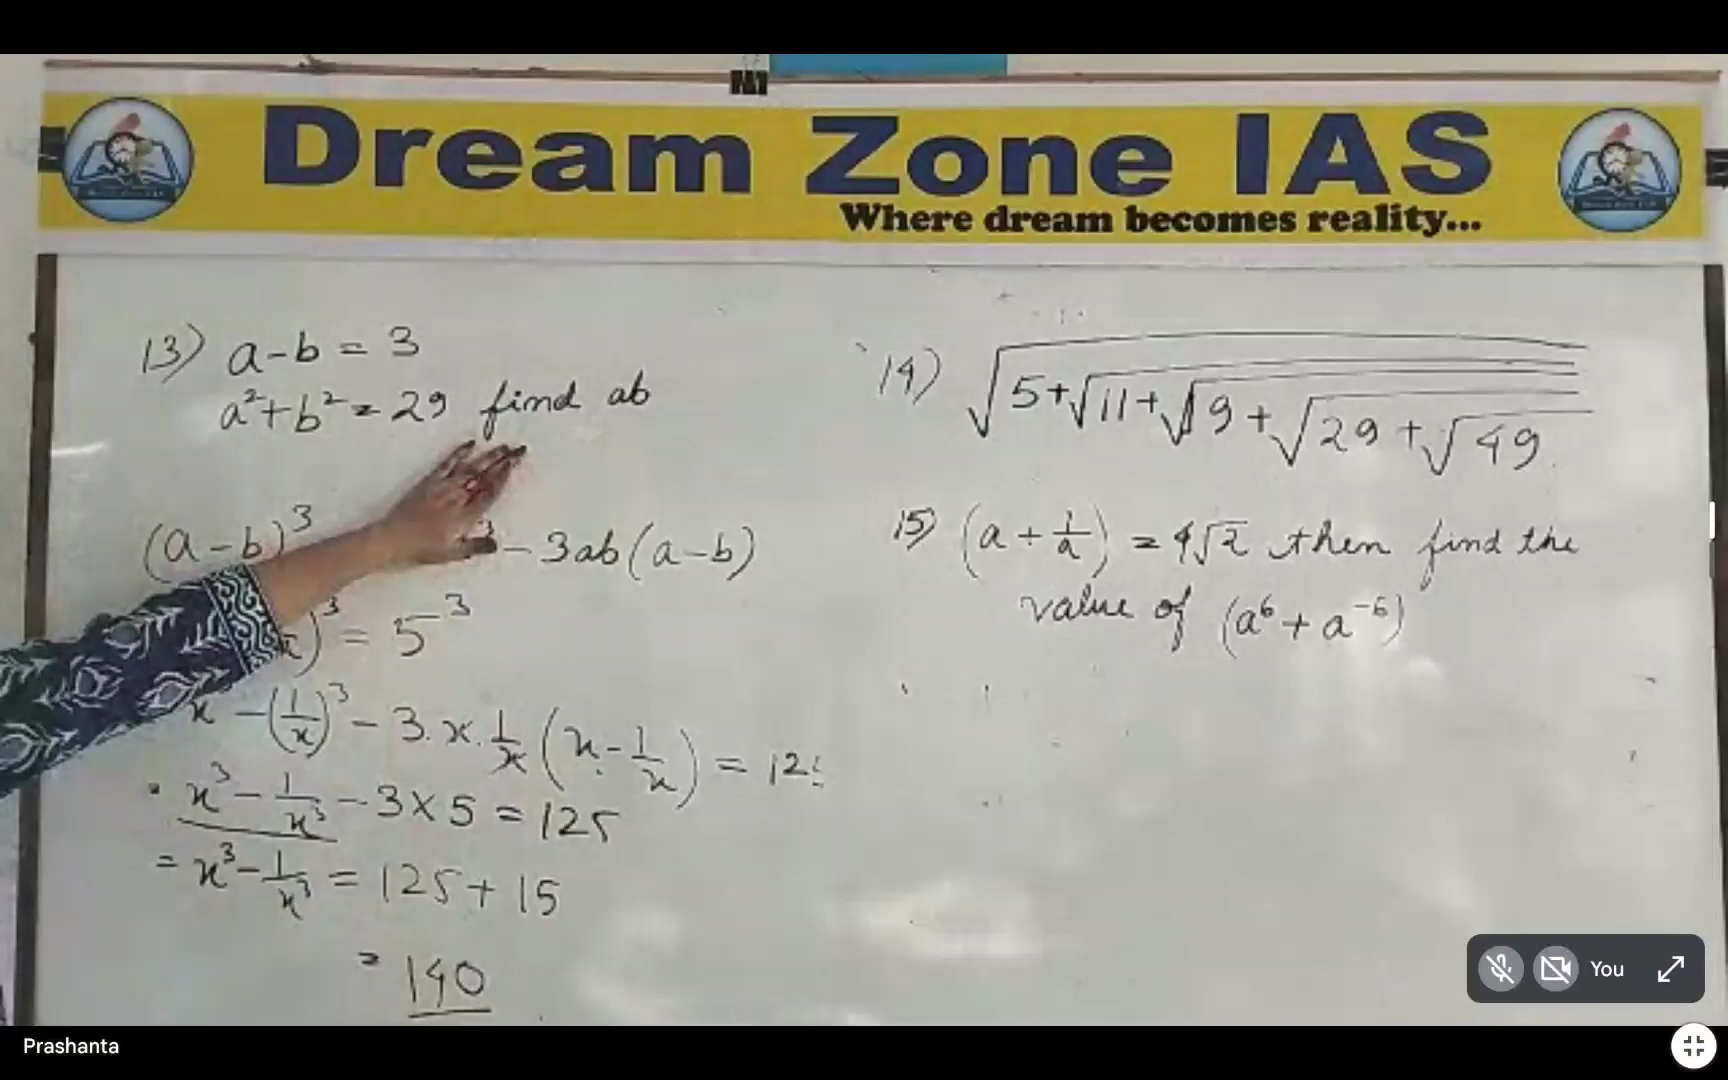 Dream Zone IAS
Where dream becomes reality...
13) a-b = 3
a²+b² = 29 find ab
(a-b)³ - 3ab(a-b)
)³ = 5³
x - (1/x)³ - 3.x.1/x (x - 1/x) = 12
x³ - 1/x³ - 3×5 = 125
= x³ - 1/x³ = 125 + 15
= 140
14) √5+√11+√19+√29+√49
15) (a + 1/a) = 4√2 then find the
value of (a⁶ + a⁻⁶)
You
Prashanta